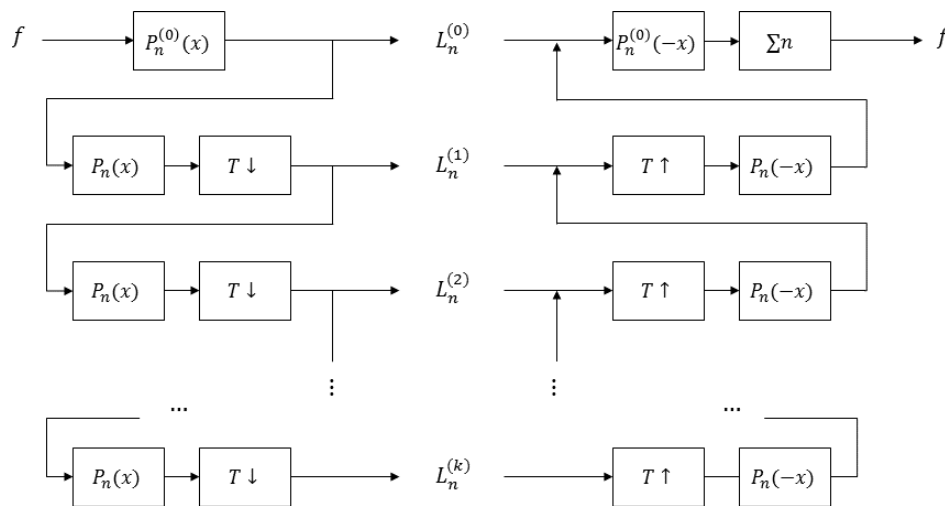 f P_n^{(0)}(x) L_n^{(0)} P_n^{(0)}(-x) ∑n f
P_n(x) T ↓ L_n^{(1)} T ↑ P_n(-x)
P_n(x) T ↓ L_n^{(2)} T ↑ P_n(-x)
⋮ ⋮
... ...
P_n(x) T ↓ L_n^{(k)} T ↑ P_n(-x)